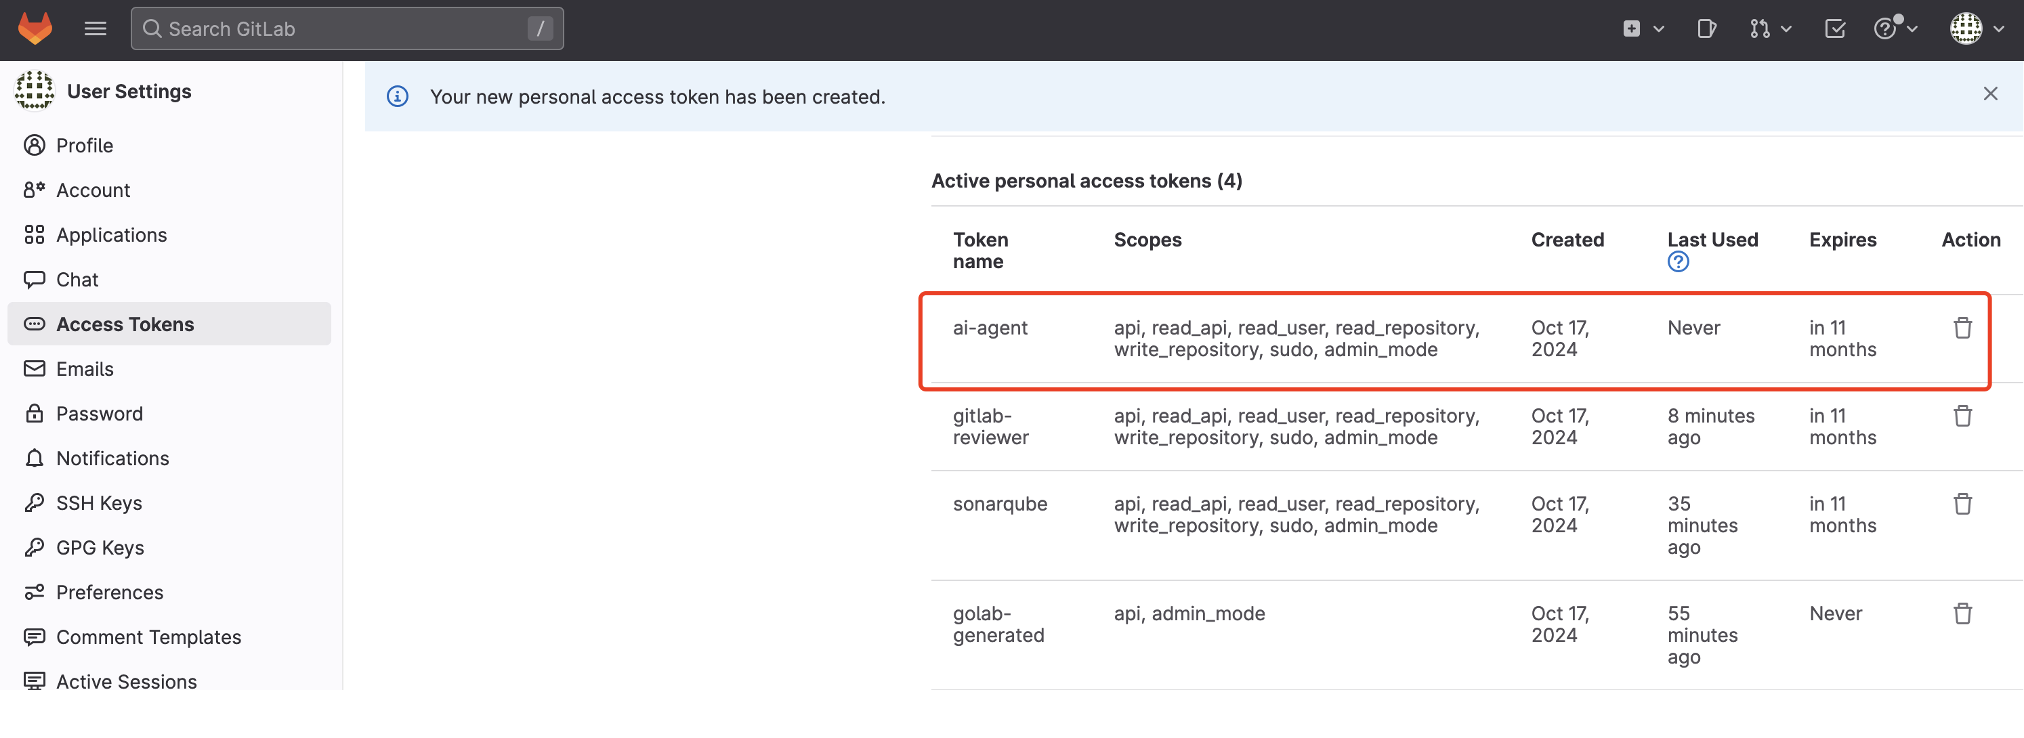 Search GitLab
/
User Settings
Profile
Account
Applications
Chat
Access Tokens
Emails
Password
Notifications
SSH Keys
GPG Keys
Preferences
Comment Templates
Active Sessions
Your new personal access token has been created.
Active personal access tokens (4)
Token name
Scopes
Created
Last Used
Expires
Action
ai-agent
api, read_api, read_user, read_repository,
write_repository, sudo, admin_mode
Oct 17,
2024
Never
in 11
months
gitlab-
reviewer
api, read_api, read_user, read_repository,
write_repository, sudo, admin_mode
Oct 17,
2024
8 minutes
ago
in 11
months
sonarqube
api, read_api, read_user, read_repository,
write_repository, sudo, admin_mode
Oct 17,
2024
35
minutes
ago
in 11
months
golab-
generated
api, admin_mode
Oct 17,
2024
55
minutes
ago
Never